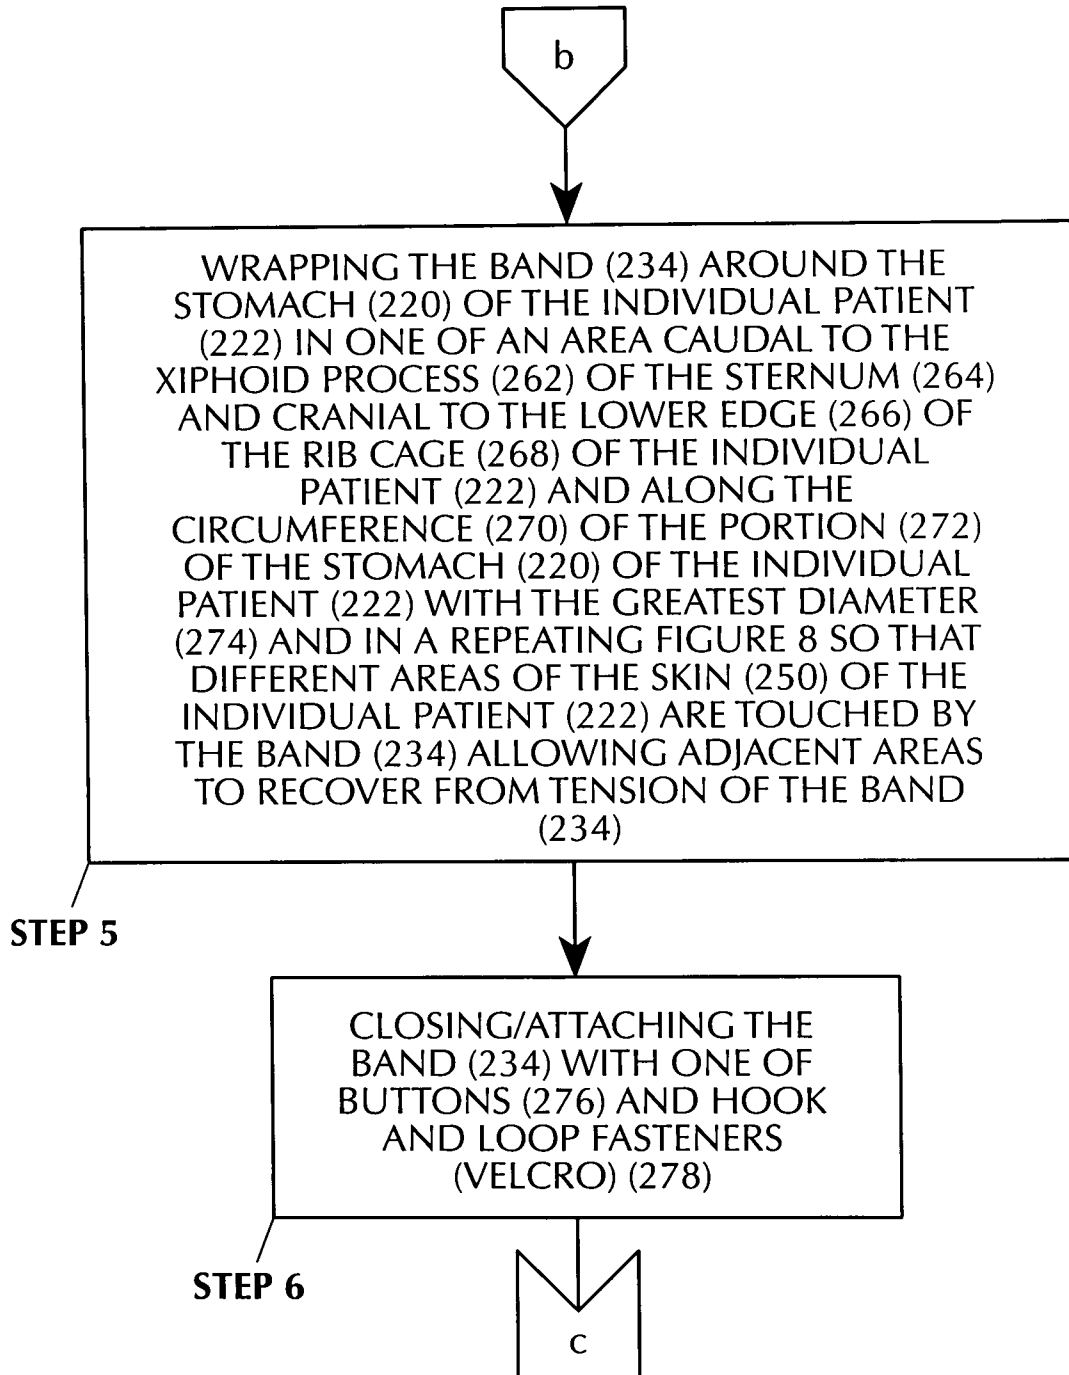 b
WRAPPING THE BAND (234) AROUND THE
STOMACH (220) OF THE INDIVIDUAL PATIENT
(222) IN ONE OF AN AREA CAUDAL TO THE
XIPHOID PROCESS (262) OF THE STERNUM (264)
AND CRANIAL TO THE LOWER EDGE (266) OF
THE RIB CAGE (268) OF THE INDIVIDUAL
PATIENT (222) AND ALONG THE
CIRCUMFERENCE (270) OF THE PORTION (272)
OF THE STOMACH (220) OF THE INDIVIDUAL
PATIENT (222) WITH THE GREATEST DIAMETER
(274) AND IN A REPEATING FIGURE 8 SO THAT
DIFFERENT AREAS OF THE SKIN (250) OF THE
INDIVIDUAL PATIENT (222) ARE TOUCHED BY
THE BAND (234) ALLOWING ADJACENT AREAS
TO RECOVER FROM TENSION OF THE BAND
(234)
STEP 5
CLOSING/ATTACHING THE
BAND (234) WITH ONE OF
BUTTONS (276) AND HOOK
AND LOOP FASTENERS
(VELCRO) (278)
STEP 6
c